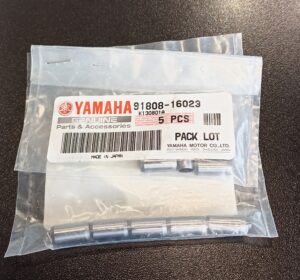 YAMAHA 91808-16023
GENUINE
Parts & Accessories
5 PCS
PACK LOT
MADE IN JAPAN
YAMAHA MOTOR CO.,LTD.